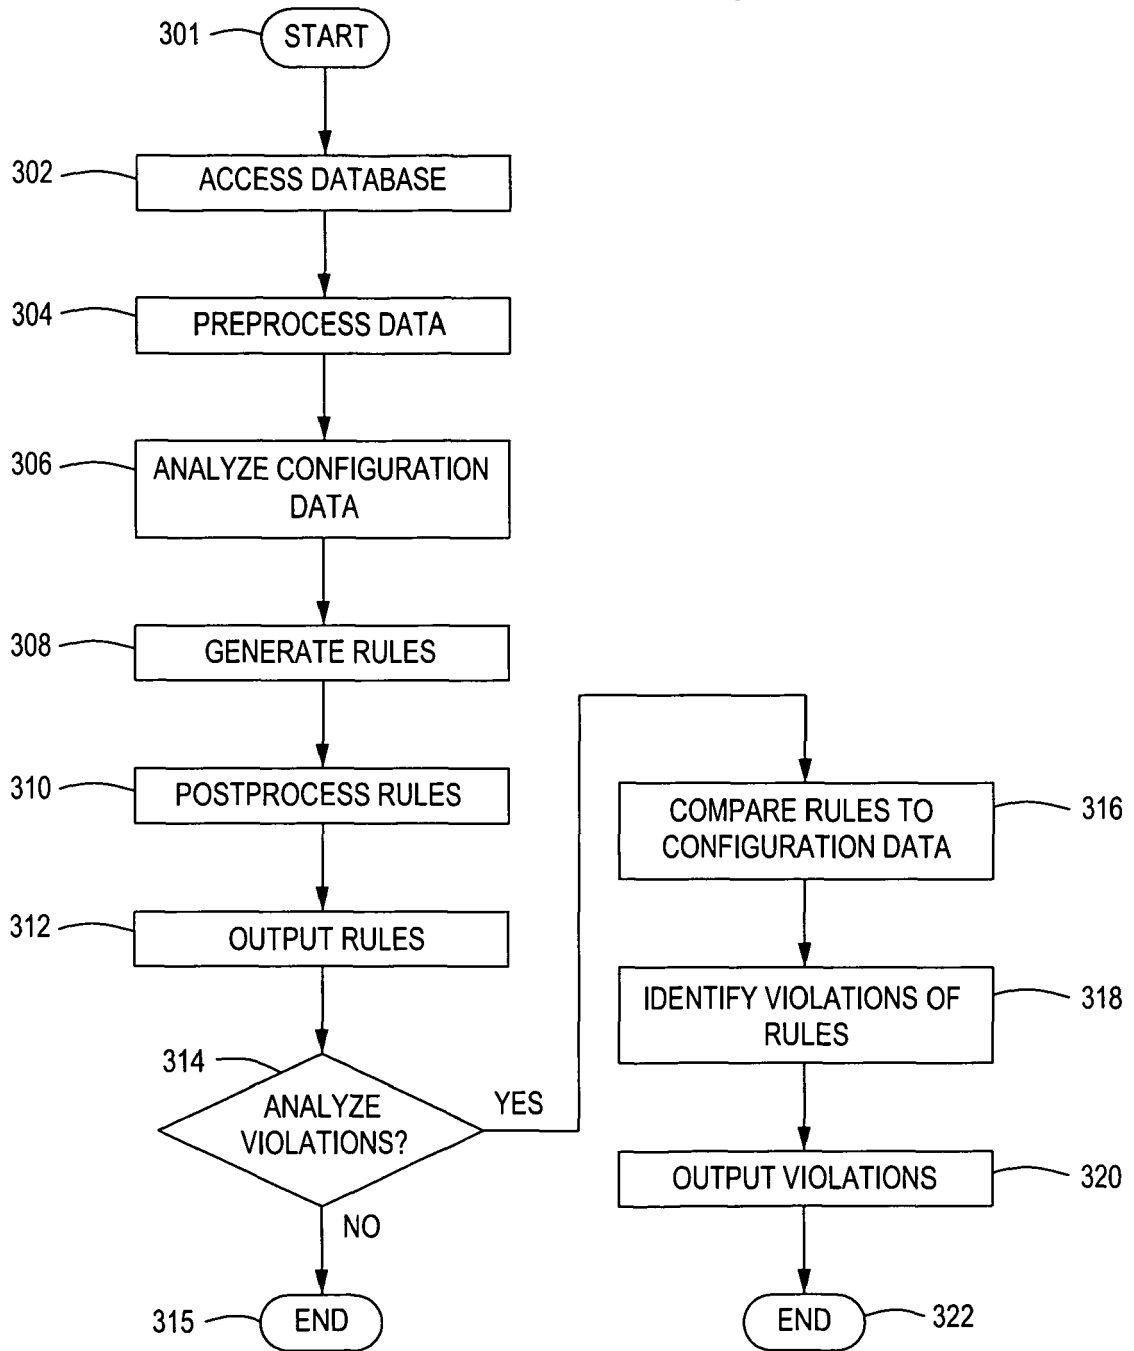 301
START
302
ACCESS DATABASE
304
PREPROCESS DATA
306
ANALYZE CONFIGURATION
DATA
308
GENERATE RULES
310
POSTPROCESS RULES
312
OUTPUT RULES
314
ANALYZE
VIOLATIONS?
YES
NO
315
END
COMPARE RULES TO
CONFIGURATION DATA
316
IDENTIFY VIOLATIONS OF
RULES
318
OUTPUT VIOLATIONS
320
END
322